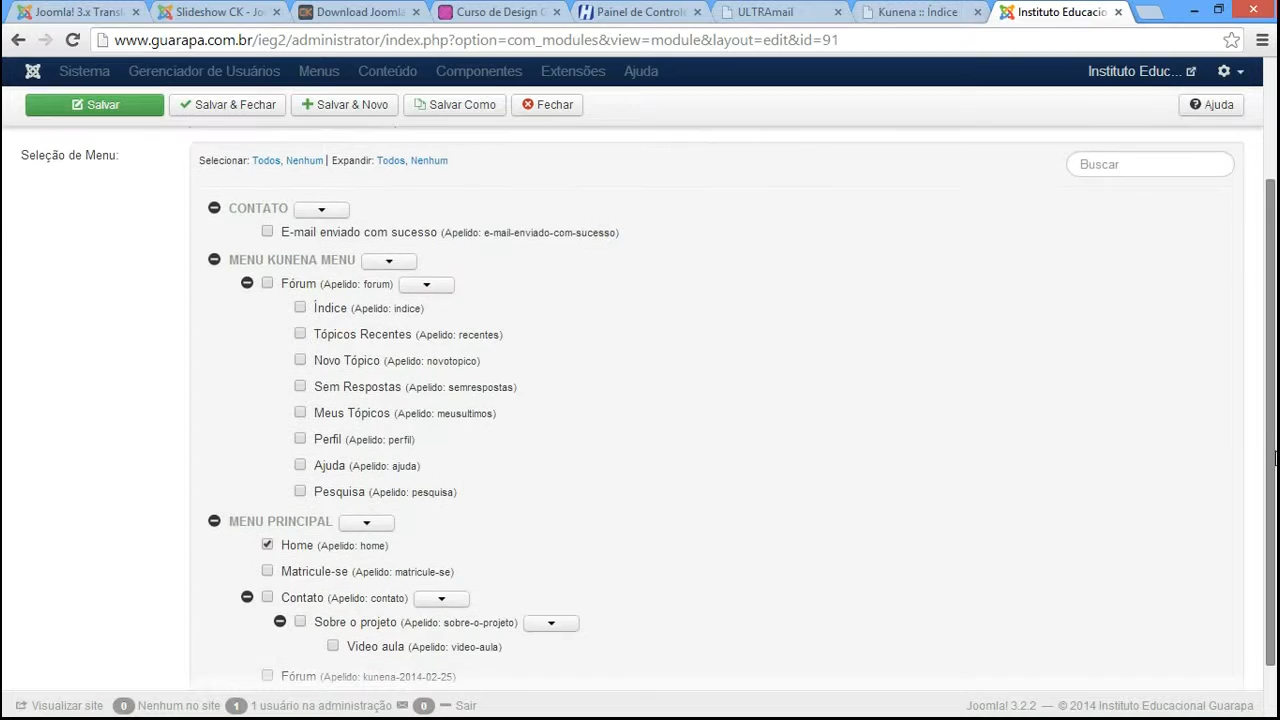 Joomla! 3.x Transl × Slideshow CK - Jo × Download Joomla × Curso de Design G × Painel de Control × ULTRAmail × Kunena :: Índice × Instituto Educacio ×
www.guarapa.com.br/ieg2/administrator/index.php?option=com_modules&view=module&layout=edit&id=91
Sistema Gerenciador de Usuários Menus Conteúdo Componentes Extensões Ajuda Instituto Educ...
Salvar Salvar & Fechar Salvar & Novo Salvar Como Fechar Ajuda
Seleção de Menu:
Selecionar: Todos, Nenhum | Expandir: Todos, Nenhum Buscar
CONTATO
E-mail enviado com sucesso (Apelido: e-mail-enviado-com-sucesso)
MENU KUNENA MENU
Fórum (Apelido: forum)
Índice (Apelido: indice)
Tópicos Recentes (Apelido: recentes)
Novo Tópico (Apelido: novotopico)
Sem Respostas (Apelido: semrespostas)
Meus Tópicos (Apelido: meusultimos)
Perfil (Apelido: perfil)
Ajuda (Apelido: ajuda)
Pesquisa (Apelido: pesquisa)
MENU PRINCIPAL
Home (Apelido: home)
Matricule-se (Apelido: matricule-se)
Contato (Apelido: contato)
Sobre o projeto (Apelido: sobre-o-projeto)
Video aula (Apelido: video-aula)
Fórum (Apelido: kunena-2014-02-25)
Visualizar site 0 Nenhum no site 1 1 usuário na administração 0 Sair Joomla! 3.2.2 — © 2014 Instituto Educacional Guarapa